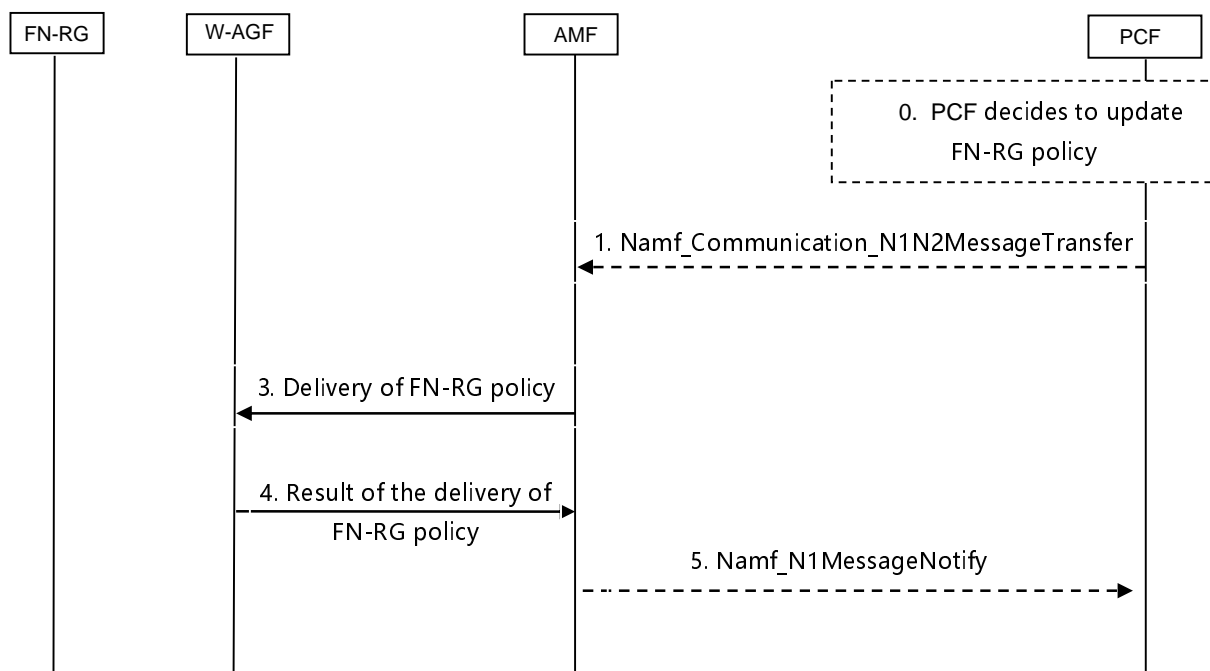 FN-RG
W-AGF
AMF
PCF
0. PCF decides to update
FN-RG policy
1. Namf_Communication_N1N2MessageTransfer
3. Delivery of FN-RG policy
4. Result of the delivery of
FN-RG policy
5. Namf_N1MessageNotify